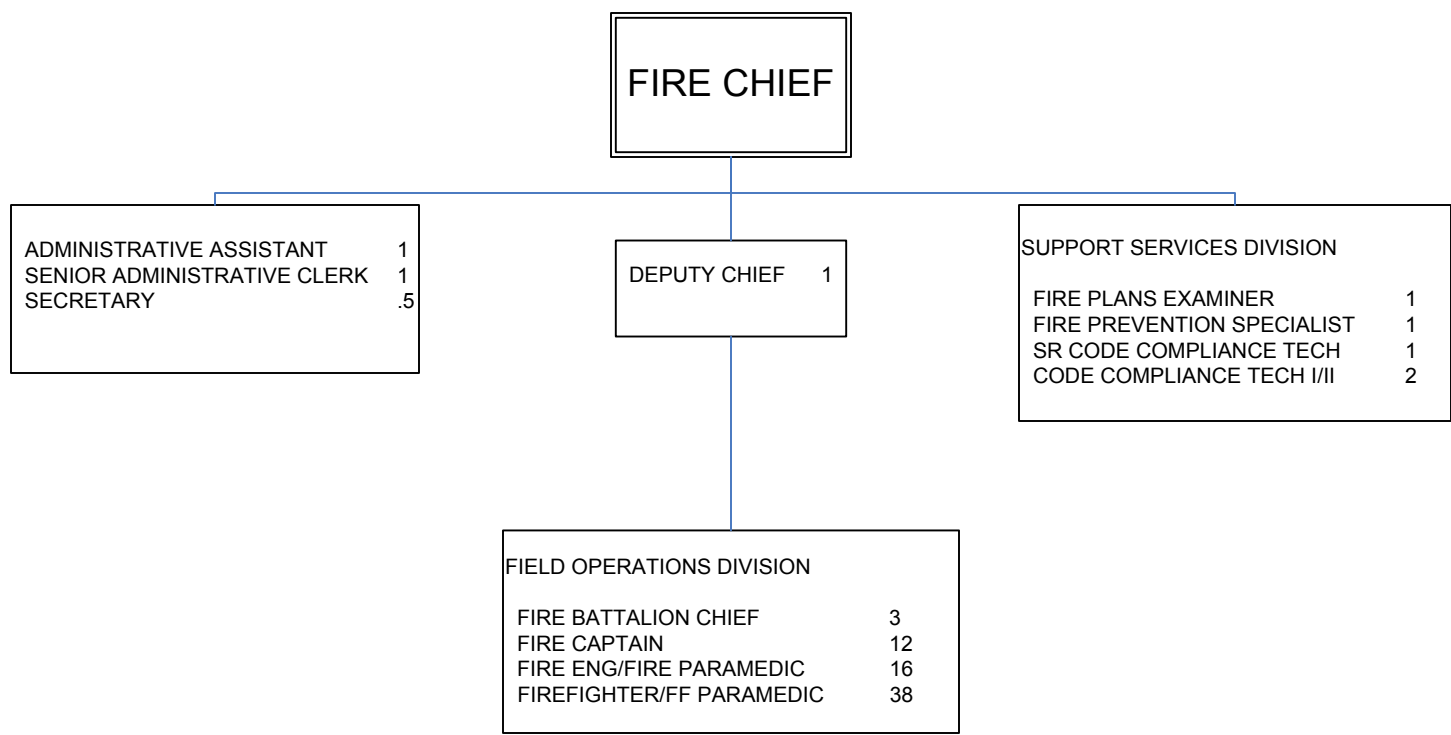 FIRE CHIEF
ADMINISTRATIVE ASSISTANT 1
SENIOR ADMINISTRATIVE CLERK 1
SECRETARY .5
DEPUTY CHIEF 1
SUPPORT SERVICES DIVISION
FIRE PLANS EXAMINER 1
FIRE PREVENTION SPECIALIST 1
SR CODE COMPLIANCE TECH 1
CODE COMPLIANCE TECH I/II 2
FIELD OPERATIONS DIVISION
FIRE BATTALION CHIEF 3
FIRE CAPTAIN 12
FIRE ENG/FIRE PARAMEDIC 16
FIREFIGHTER/FF PARAMEDIC 38